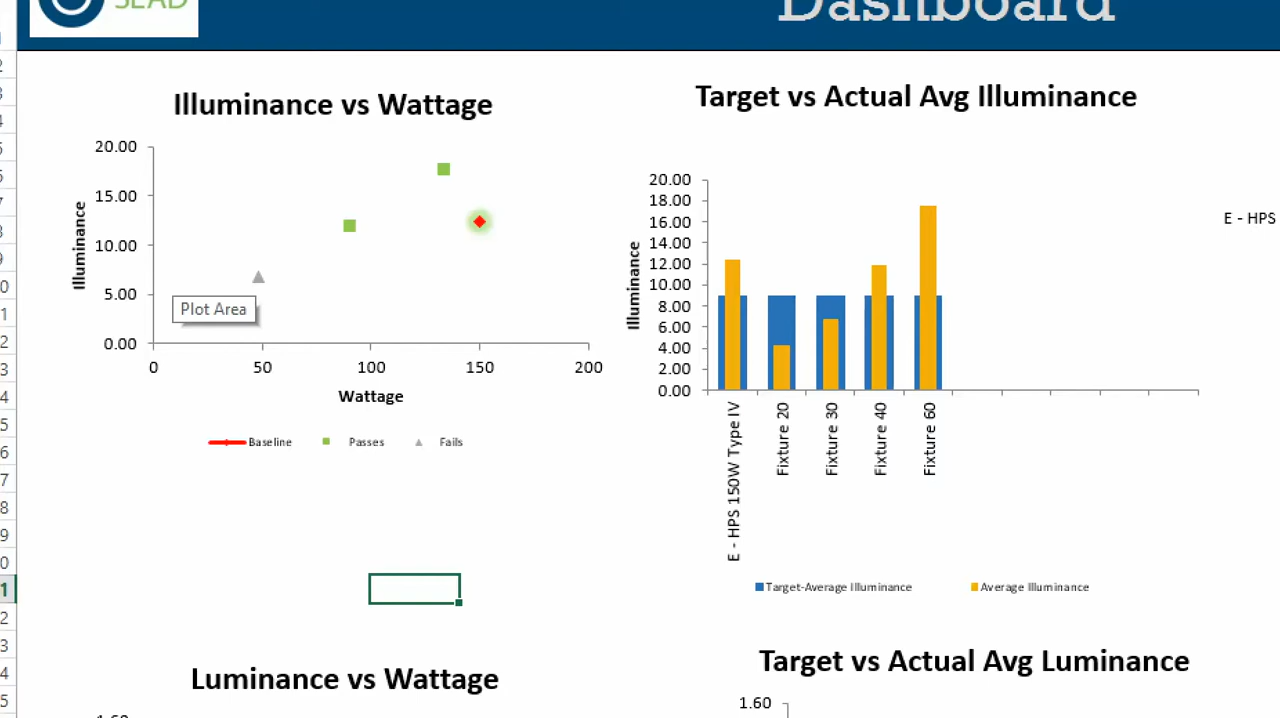 SEAD
Dashboard
Illuminance vs Wattage
20.00
15.00
10.00
5.00
0.00
Illuminance
Plot Area
0 50 100 150 200
Wattage
Baseline Passes Fails
Target vs Actual Avg Illuminance
20.00
18.00
16.00
14.00
12.00
10.00
8.00
6.00
4.00
2.00
0.00
Illuminance
E - HPS 150W Type IV
Fixture 20
Fixture 30
Fixture 40
Fixture 60
Target-Average Illuminance Average Illuminance
E - HPS
Luminance vs Wattage
1.60
Target vs Actual Avg Luminance
1.60